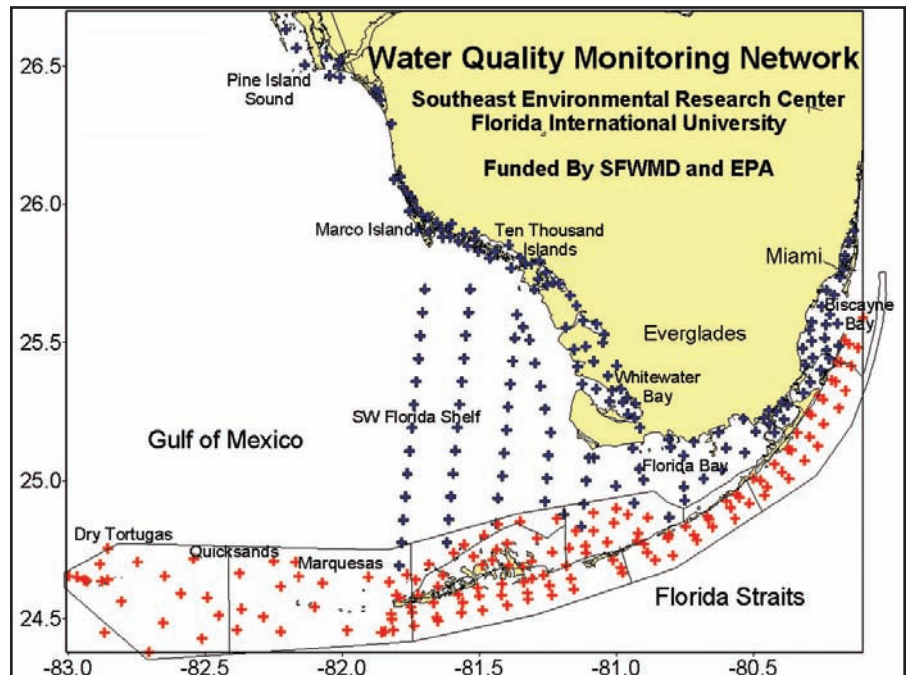 26.5
26.0
25.5
25.0
24.5
Water Quality Monitoring Network
Southeast Environmental Research Center
Florida International University
Funded By SFWMD and EPA
Pine Island
Sound
Marco Island
Ten Thousand
Islands
Miami
Biscayne
Bay
Everglades
Whitewater
Bay
SW Florida Shelf
Gulf of Mexico
Florida Bay
Dry Tortugas
Quicksands
Marquesas
Florida Straits
-83.0 -82.5 -82.0 -81.5 -81.0 -80.5